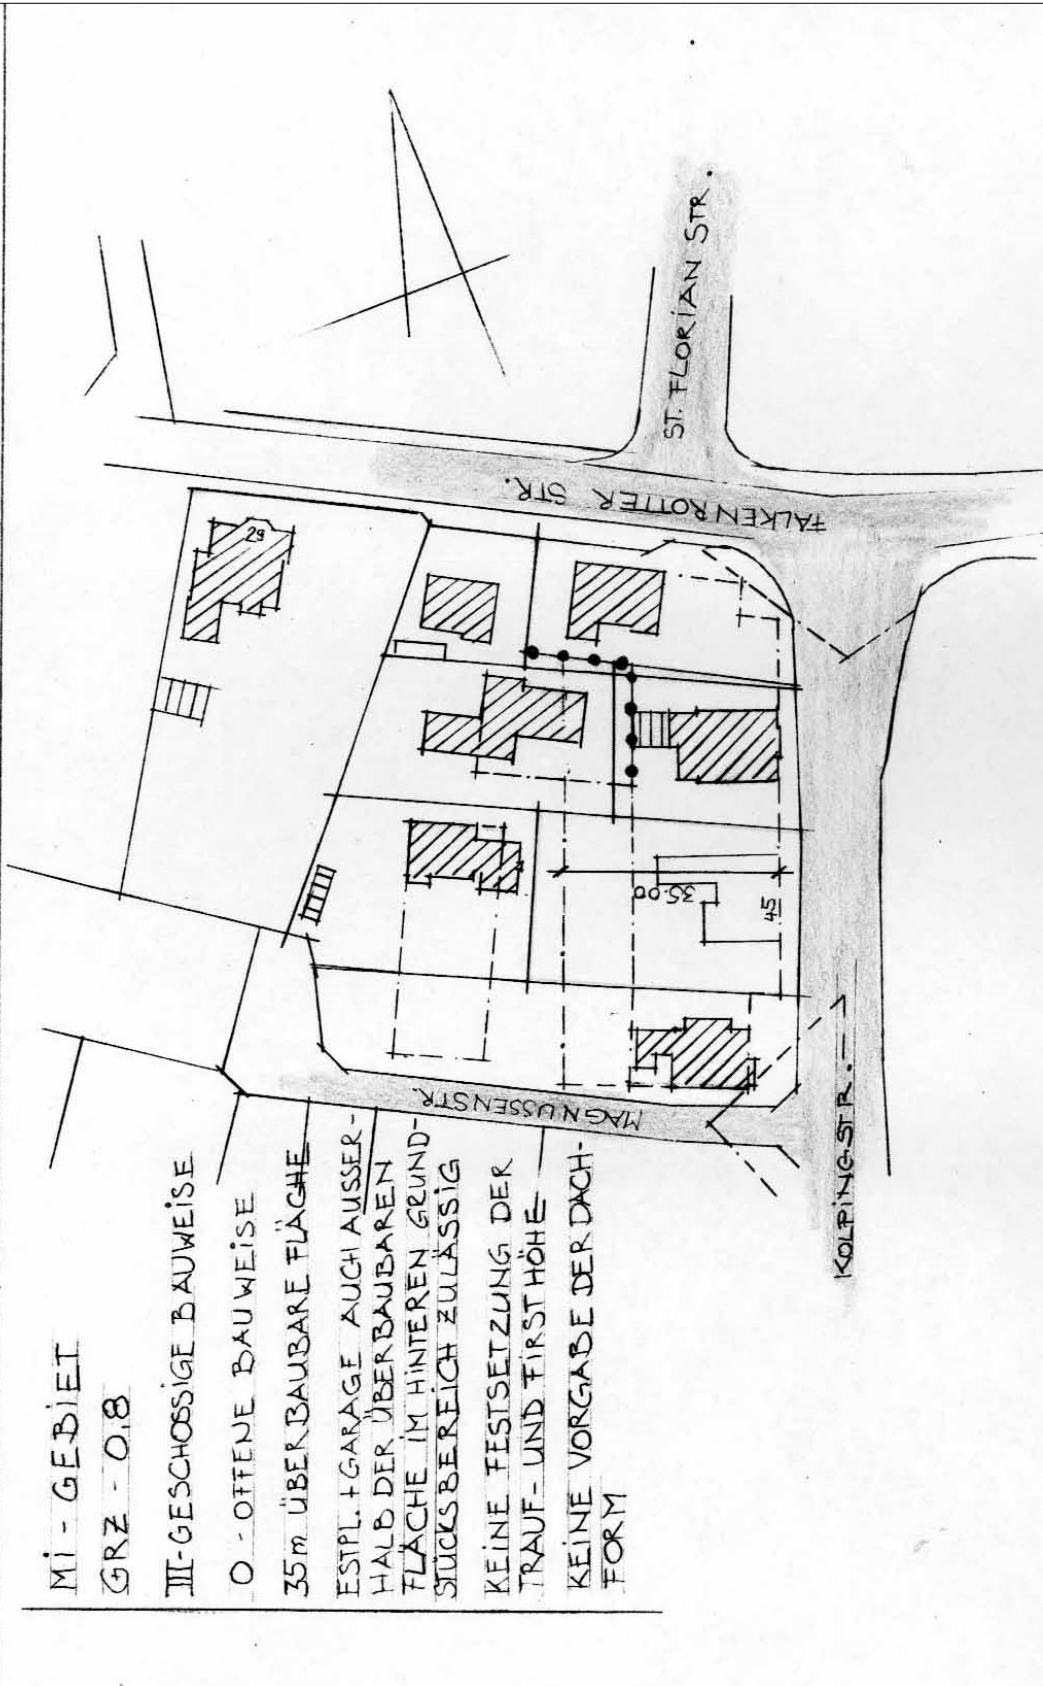 Mi - GEBiET
GRZ - 0,8
III-GESCHOSSiGE BAUWEiSE
O - OFFENE BAUWEiSE
35m ÜBERBAUBARE FLÄCHE
ESTPL. + GARAGE AUCH AUSSER-
HALB DER ÜBERBAUBAREN
FLÄCHE iM HiNTEREN GRUND-
STÜCKSBEREiCH ZULÄSSiG
KEiNE FESTSETZUNG DER
TRAUF- UND FiRSTHÖHE
KEiNE VORGABE DER DACH-
FORM
29
FALKENROTTER STR.
ST. FLORiAN STR.
35.00
45
MAGNUSSENSTR.
KOLPiNGSTR.